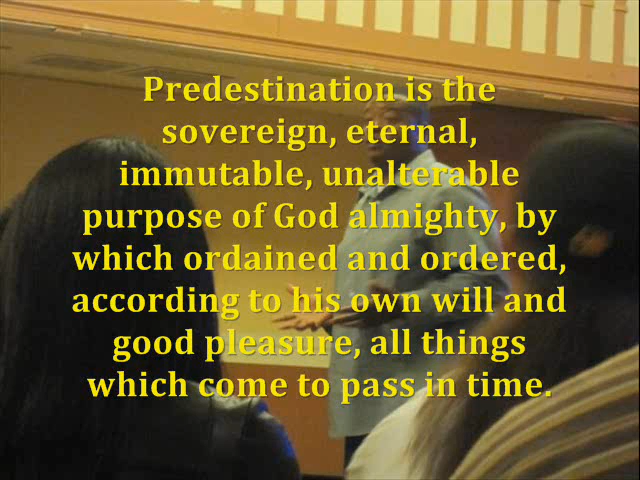 Predestination is the
sovereign, eternal,
immutable, unalterable
purpose of God almighty, by
which ordained and ordered,
according to his own will and
good pleasure, all things
which come to pass in time.